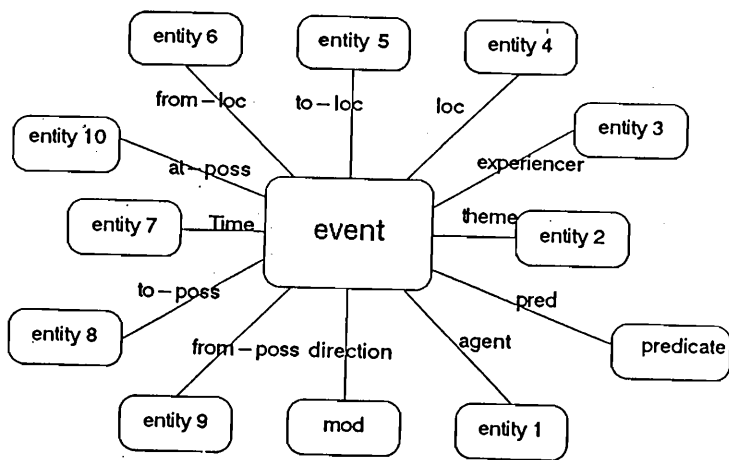 entity 6
entity 5
entity 4
from-loc
to-loc
loc
entity 10
entity 3
at-poss
experiencer
entity 7
Time
event
theme
entity 2
to-poss
pred
entity 8
from-poss
direction
agent
predicate
entity 9
mod
entity 1